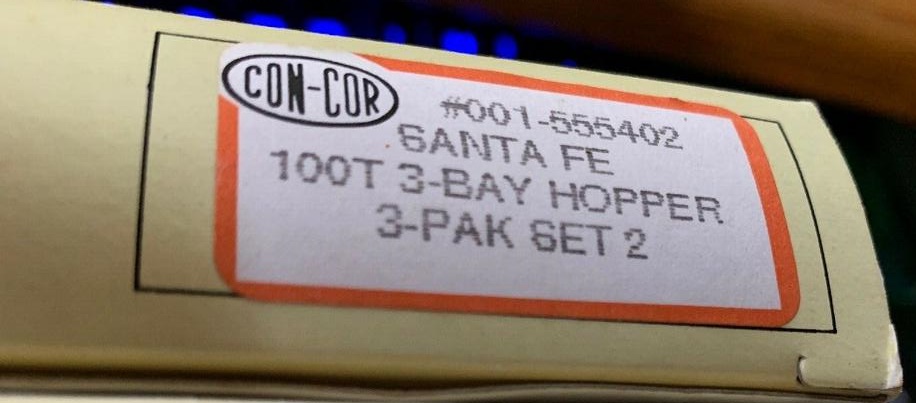 CON-COR
#001-555402
SANTA FE
100T 3-BAY HOPPER
3-PAK SET 2